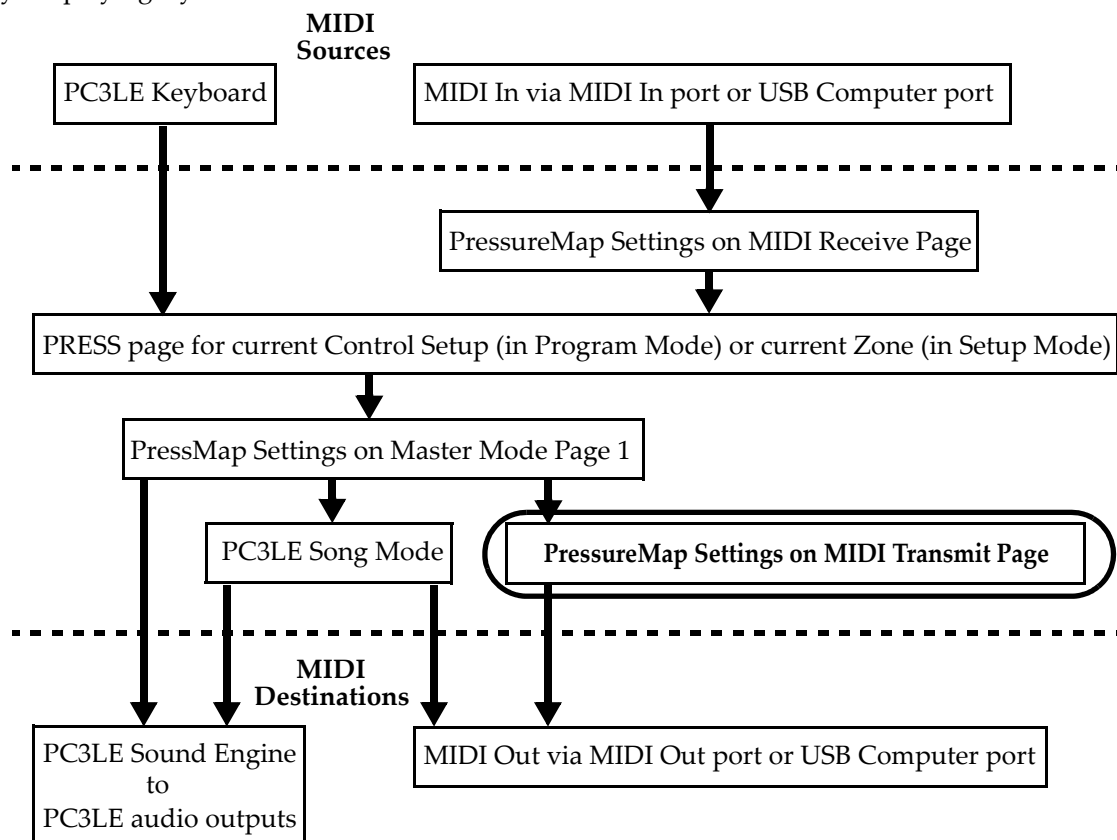 MIDI
Sources
PC3LE Keyboard
MIDI In via MIDI In port or USB Computer port
PressureMap Settings on MIDI Receive Page
PRESS page for current Control Setup (in Program Mode) or current Zone (in Setup Mode)
PressMap Settings on Master Mode Page 1
PC3LE Song Mode
PressureMap Settings on MIDI Transmit Page
MIDI
Destinations
PC3LE Sound Engine
to
PC3LE audio outputs
MIDI Out via MIDI Out port or USB Computer port